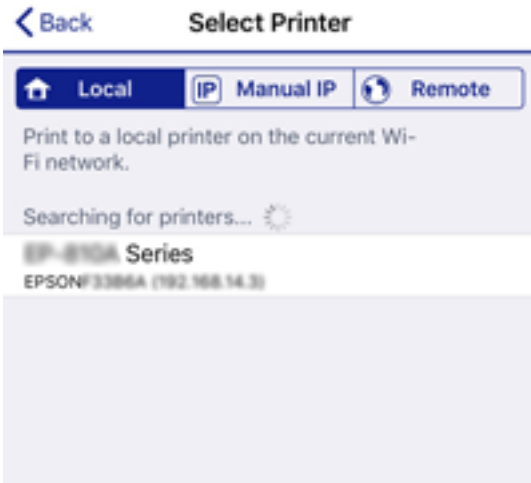 Back Select Printer
Local IP Manual IP Remote
Print to a local printer on the current Wi-
Fi network.
Searching for printers...
Series
EPSON